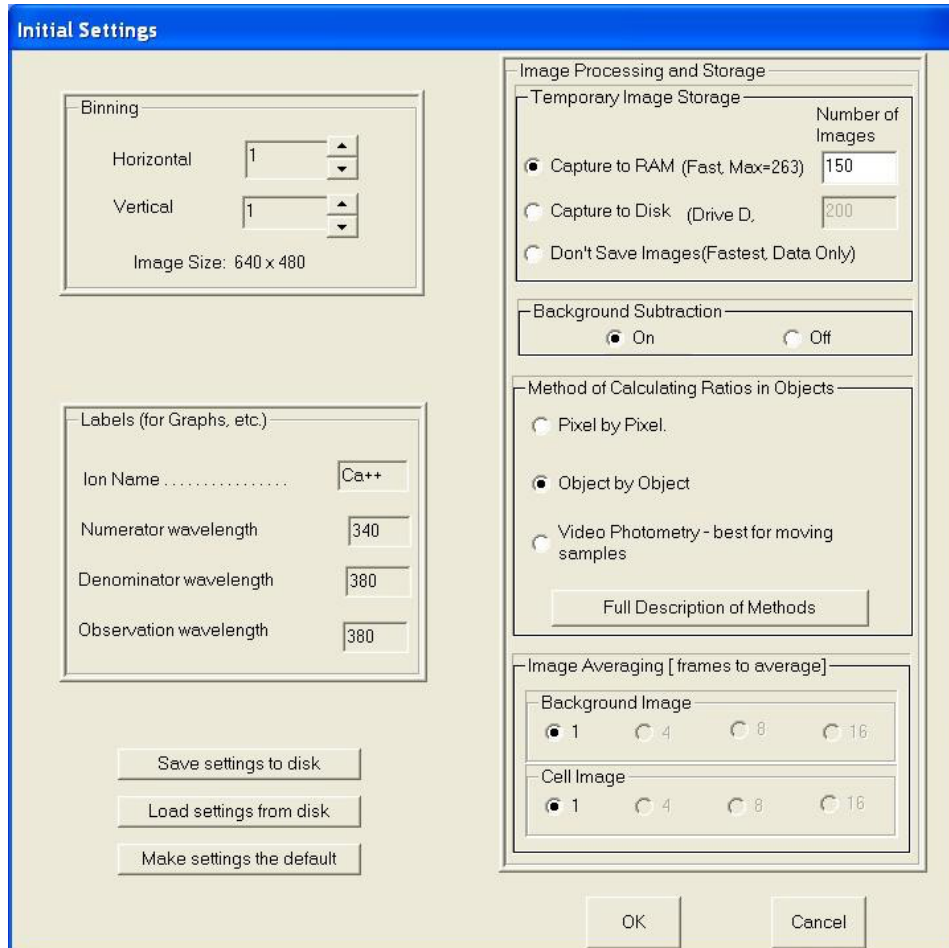 Initial Settings
Binning
Horizontal 1
Vertical 1
Image Size: 640 x 480
Labels (for Graphs, etc.)
Ion Name . . . . . . . . . . . . . . . . Ca++
Numerator wavelength 340
Denominator wavelength 380
Observation wavelength 380
Save settings to disk
Load settings from disk
Make settings the default
Image Processing and Storage
Temporary Image Storage
Number of
Images
Capture to RAM (Fast, Max=263) 150
Capture to Disk (Drive D, 200
Don't Save Images(Fastest, Data Only)
Background Subtraction
On Off
Method of Calculating Ratios in Objects
Pixel by Pixel.
Object by Object
Video Photometry - best for moving
samples
Full Description of Methods
Image Averaging [ frames to average]
Background Image
1 4 8 16
Cell Image
1 4 8 16
OK Cancel